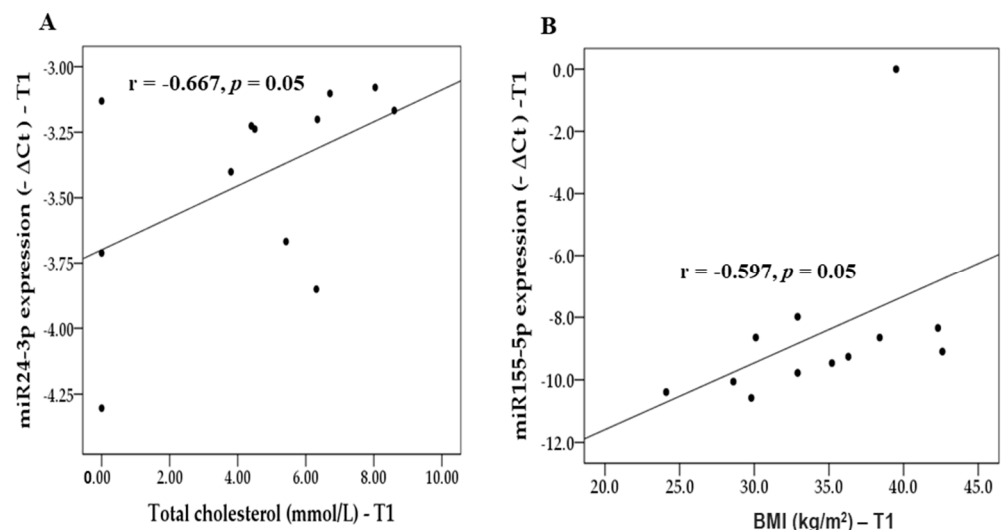 A
miR24-3p expression (- ΔCt ) - T1
r = -0.667, p = 0.05
-3.00
-3.25
-3.50
-3.75
-4.00
-4.25
0.00 2.00 4.00 6.00 8.00 10.00
Total cholesterol (mmol/L) - T1
B
miR155-5p expression (- ΔCt ) -T1
r = -0.597, p = 0.05
0.0
-2.0
-4.0
-6.0
-8.0
-10.0
-12.0
20.0 25.0 30.0 35.0 40.0 45.0
BMI (kg/m²) – T1